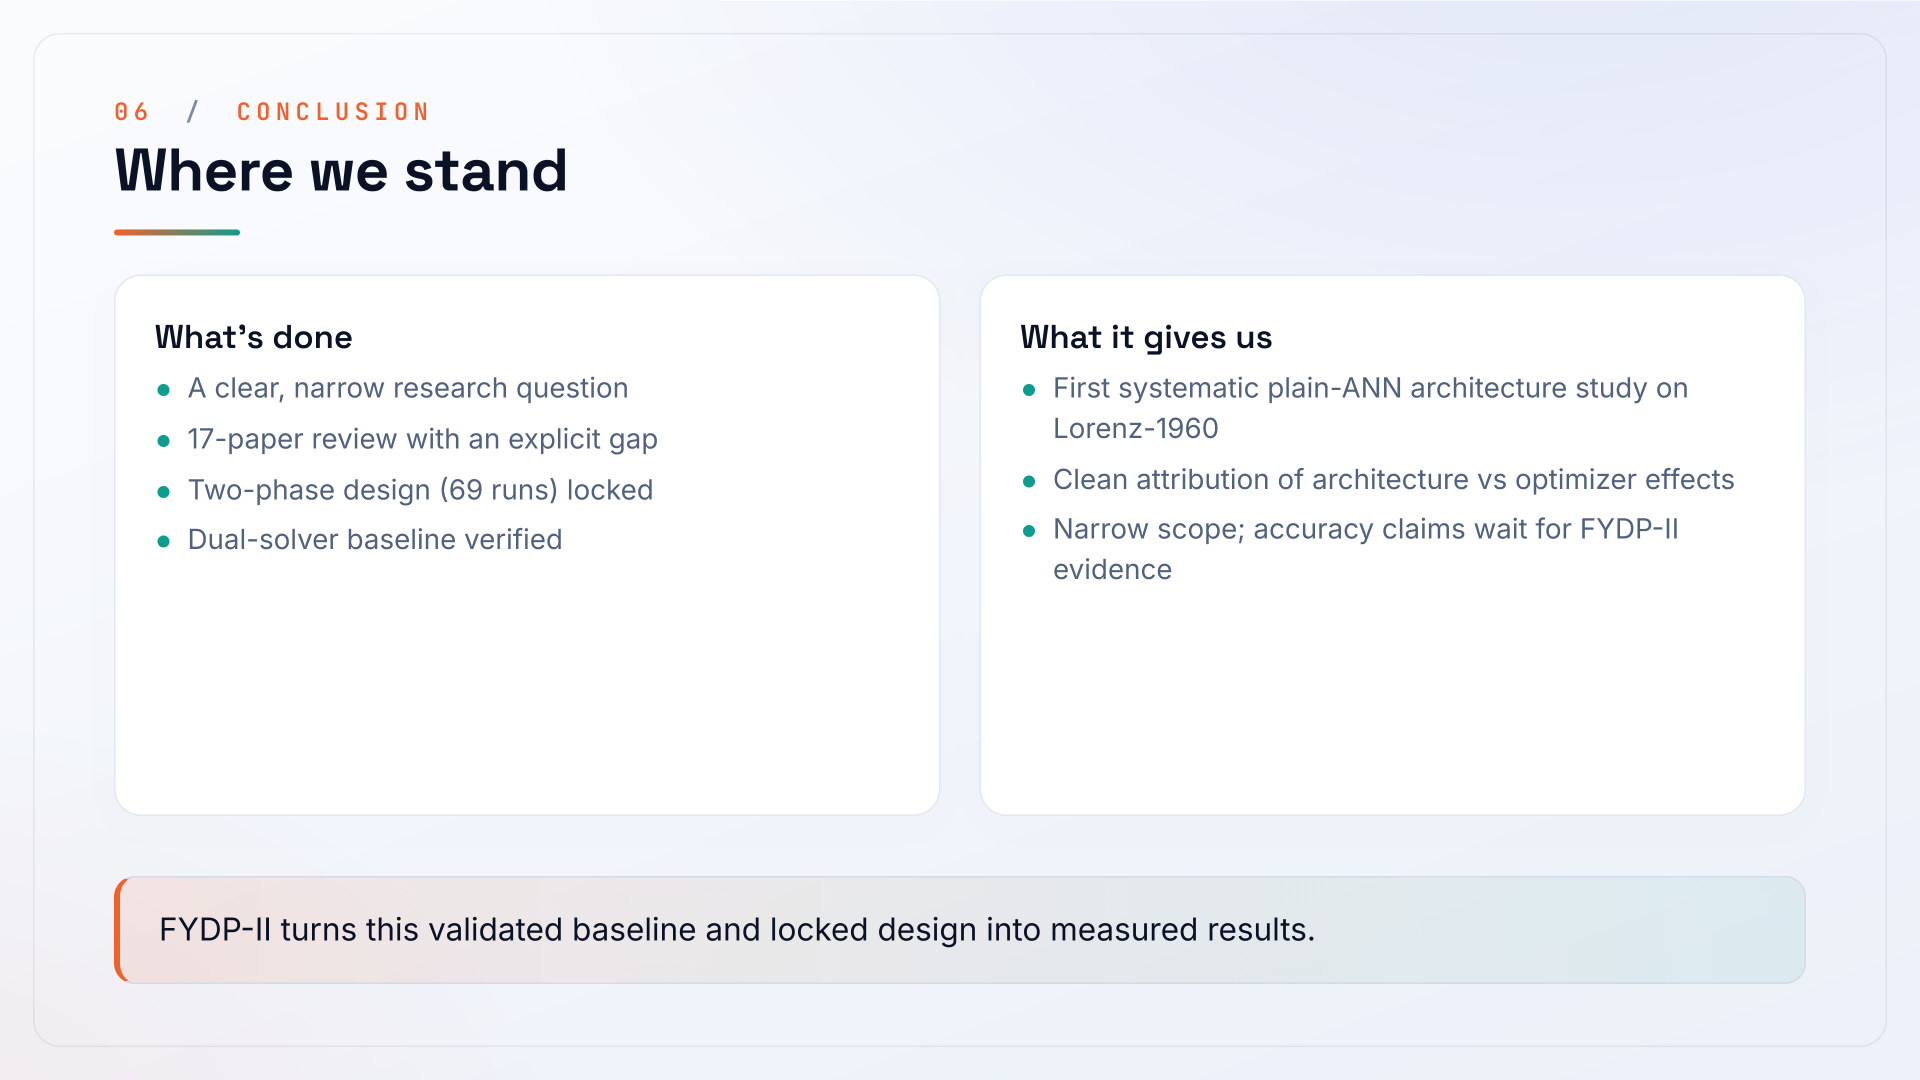 06 / CONCLUSION
Where we stand
What's done
A clear, narrow research question
17-paper review with an explicit gap
Two-phase design (69 runs) locked
Dual-solver baseline verified
What it gives us
First systematic plain-ANN architecture study on
Lorenz-1960
Clean attribution of architecture vs optimizer effects
Narrow scope; accuracy claims wait for FYDP-II
evidence
FYDP-II turns this validated baseline and locked design into measured results.